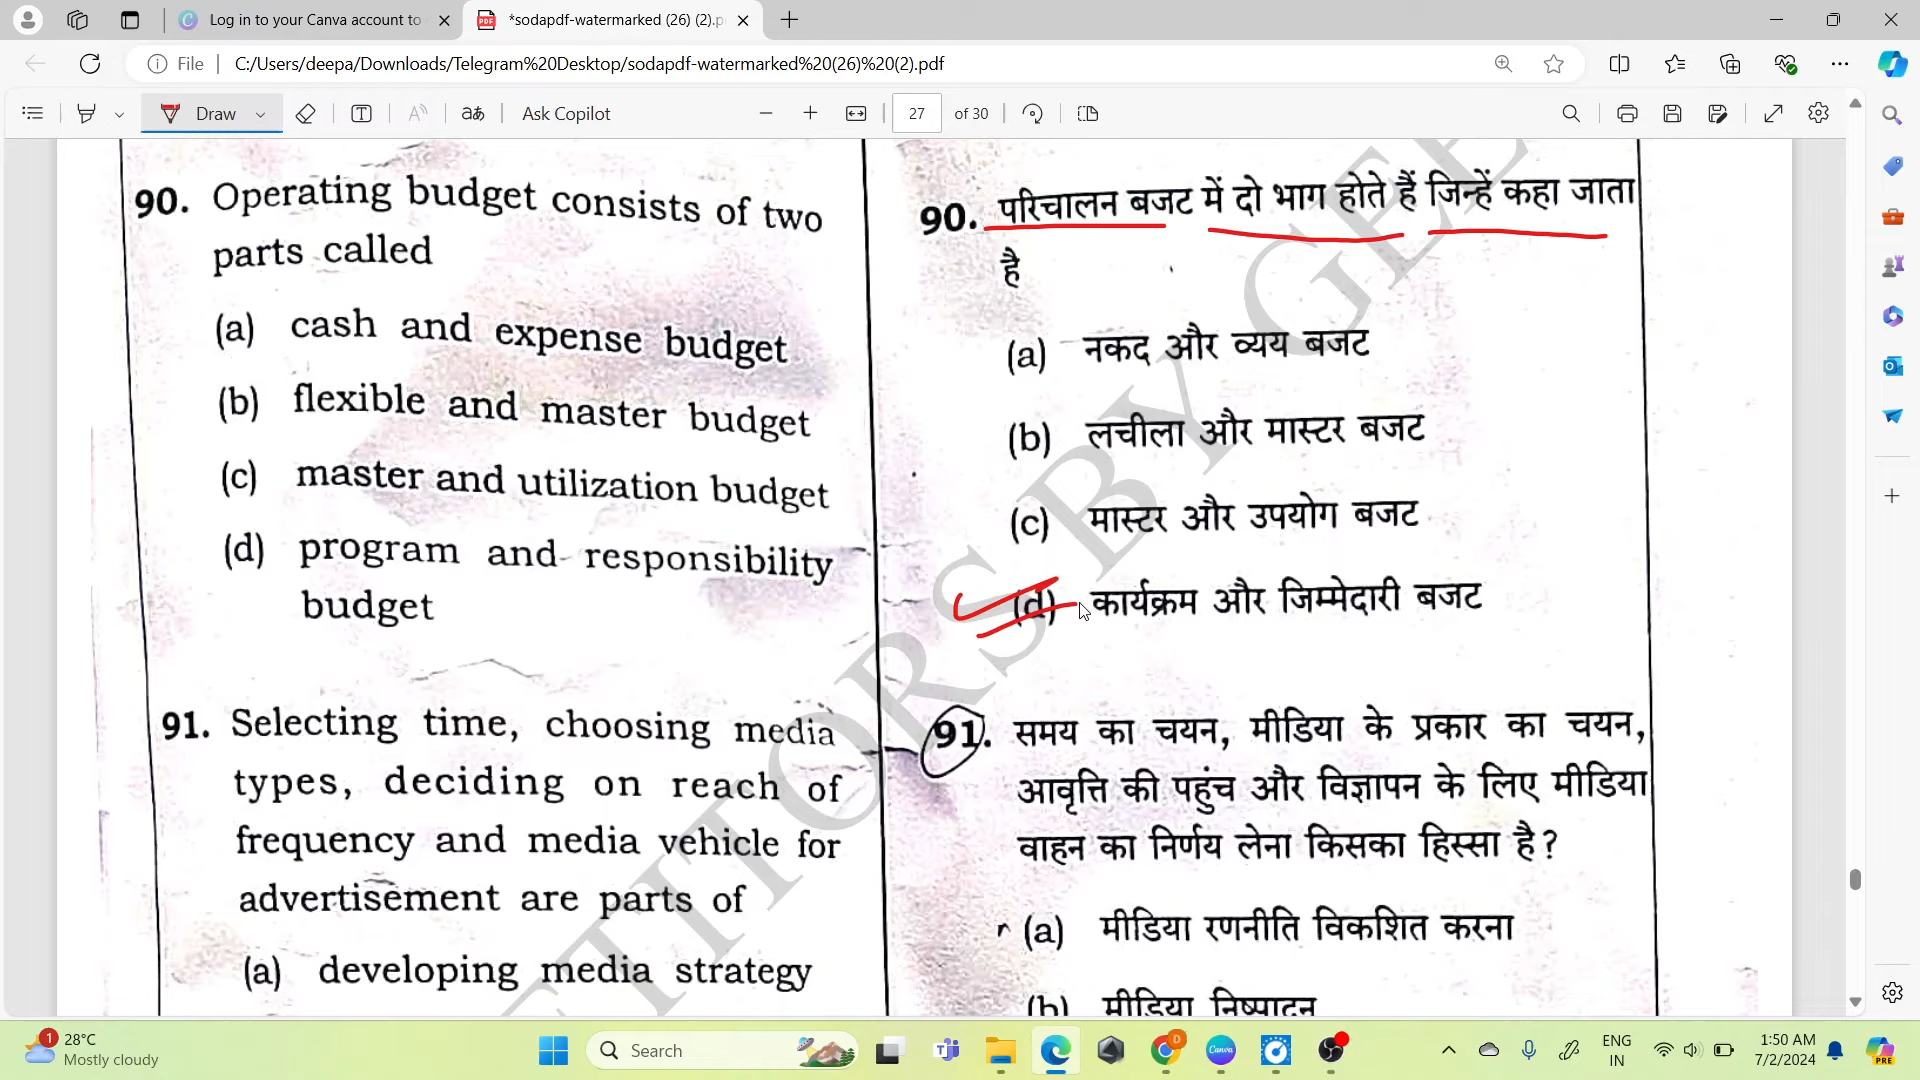 Log in to your Canva account to
*sodapdf-watermarked (26) (2).p
File
C:/Users/deepa/Downloads/Telegram%20Desktop/sodapdf-watermarked%20(26)%20(2).pdf
Draw
Ask Copilot
27
of 30
90. Operating budget consists of two
parts called
(a) cash and expense budget
(b) flexible and master budget
(c) master and utilization budget
(d) program and responsibility
budget
91. Selecting time, choosing media
types, deciding on reach of
frequency and media vehicle for
advertisement are parts of
(a) developing media strategy
90. परिचालन बजट में दो भाग होते हैं जिन्हें कहा जाता
है
(a) नकद और व्यय बजट
(b) लचीला और मास्टर बजट
(c) मास्टर और उपयोग बजट
(d) कार्यक्रम और जिम्मेदारी बजट
91. समय का चयन, मीडिया के प्रकार का चयन,
आवृत्ति की पहुंच और विज्ञापन के लिए मीडिया
वाहन का निर्णय लेना किसका हिस्सा है?
(a) मीडिया रणनीति विकशित करना
(b) मीडिया निष्पादन
TITORS BY GEE
1
28°C
Mostly cloudy
Search
ENG
IN
1:50 AM
7/2/2024